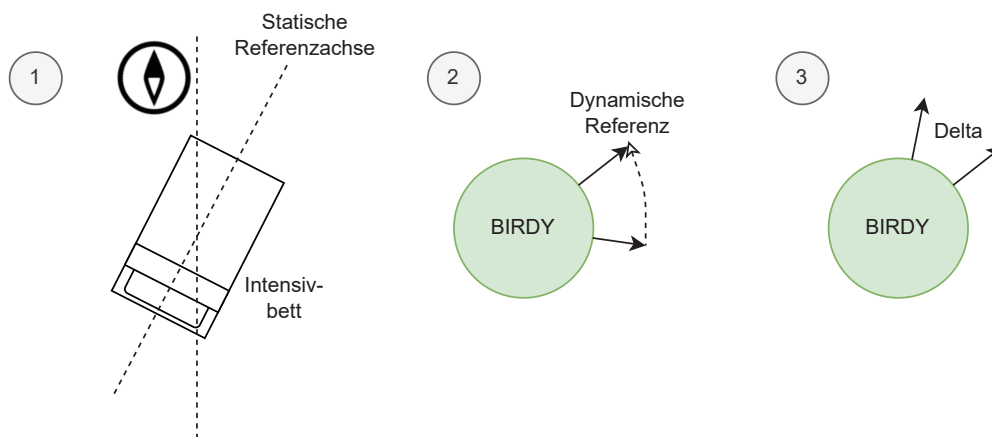 1
Statische
Referenzachse
Intensiv-
bett
2
Dynamische
Referenz
BIRDY
3
Delta
BIRDY